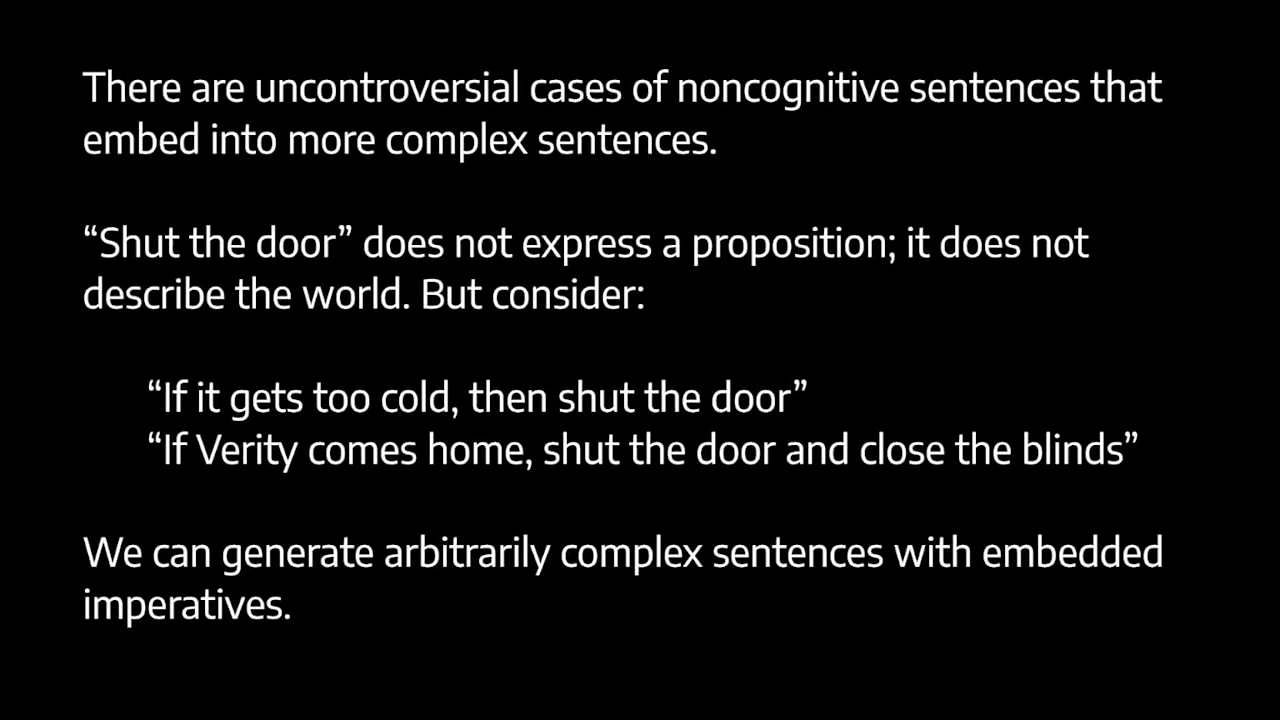 There are uncontroversial cases of noncognitive sentences that
embed into more complex sentences.
“Shut the door” does not express a proposition; it does not
describe the world. But consider:
“If it gets too cold, then shut the door”
“If Verity comes home, shut the door and close the blinds”
We can generate arbitrarily complex sentences with embedded
imperatives.